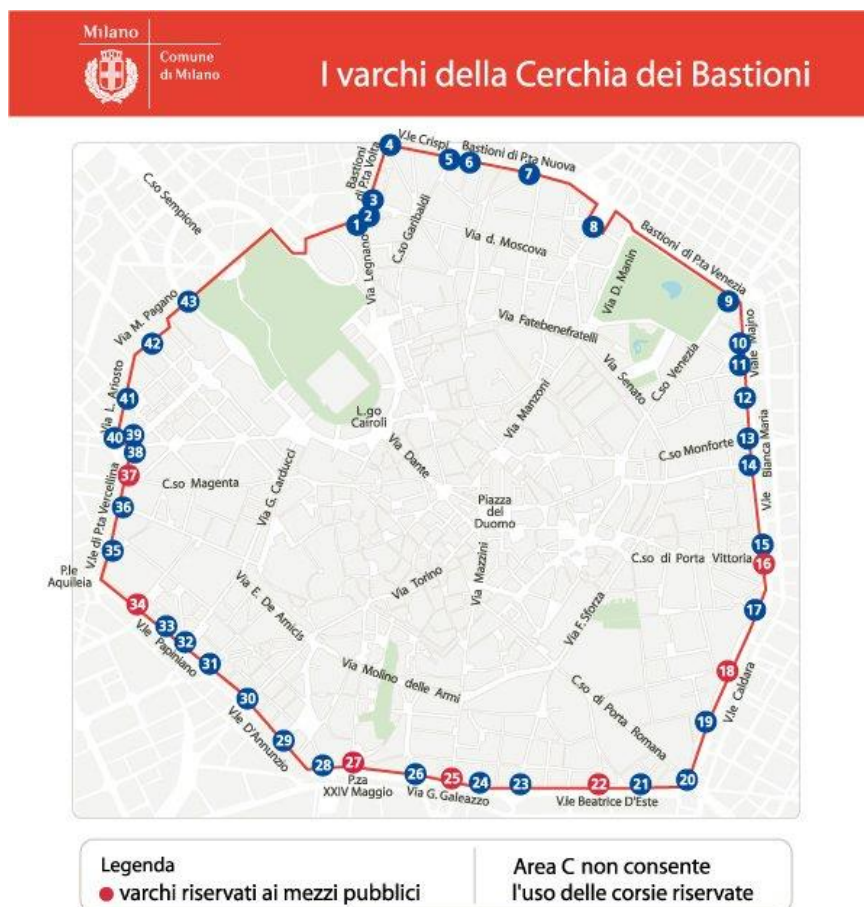 Milano
Comune
di Milano
I varchi della Cerchia dei Bastioni
V.le Crispi
Bastioni di P.ta Nuova
Bastioni
di P.ta Volta
4
5
6
7
3
2
1
8
C.so Sempione
C.so Garibaldi
Via Legnano
Via d. Moscova
Bastioni di P.ta Venezia
Via D. Manin
43
9
Via M. Pagano
42
Via Fatebenefratelli
10
11
Viale Majno
Via Senato
C.so Venezia
Via L. Ariosto
41
12
L.go
Cairoli
Via Manzoni
40
39
38
Via Dante
C.so Monforte
13
14
V.le Bianca Maria
37
C.so Magenta
Via G. Carducci
V.le di P.ta Vercellina
36
Piazza
del
Duomo
35
15
C.so di Porta Vittoria
16
P.le
Aquileia
Via Torino
Via Mazzini
Via E. De Amicis
Via F. Sforza
34
17
33
32
V.le Papiniano
31
Via Molino delle Armi
18
V.le Caldara
C.so di Porta Romana
30
V.le D'Annunzio
29
19
28
27
26
25
24
23
22
21
20
P.za
XXIV Maggio
Via G. Galeazzo
V.le Beatrice D'Este
Legenda
varchi riservati ai mezzi pubblici
Area C non consente
l'uso delle corsie riservate